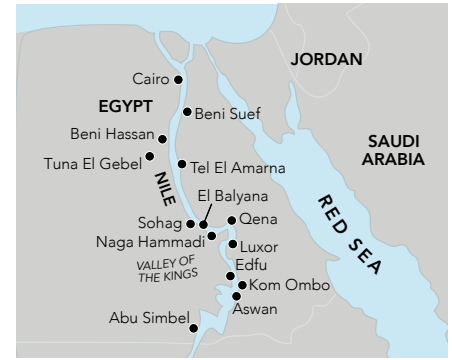 JORDAN
Cairo
EGYPT
Beni Suef
Beni Hassan
SAUDI
ARABIA
Tuna El Gebel
Tel El Amarna
NILE
El Balyana
RED SEA
Sohag
Qena
Naga Hammadi
Luxor
VALLEY OF
THE KINGS
Edfu
Kom Ombo
Aswan
Abu Simbel